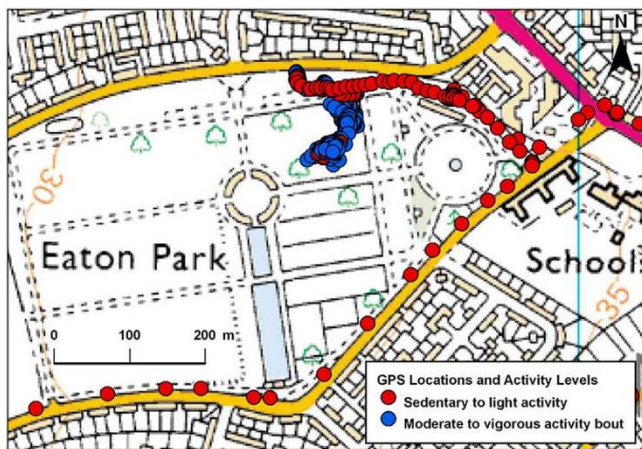 N
30
Eaton Park
School
35
0 100 200 m
GPS Locations and Activity Levels
Sedentary to light activity
Moderate to vigorous activity bout